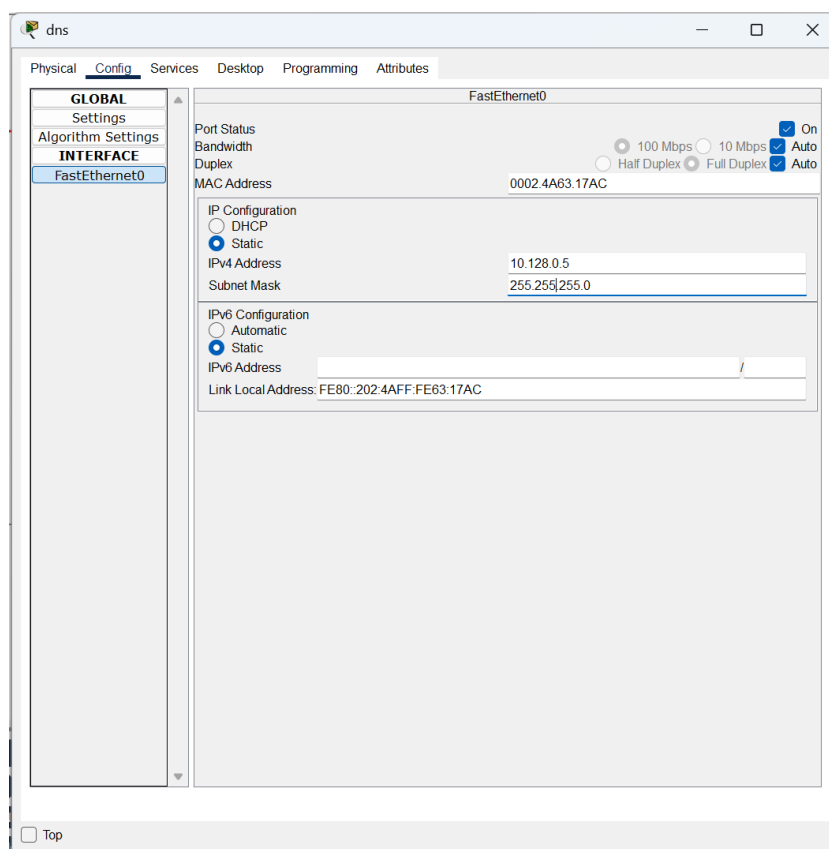 dns
Physical Config Services Desktop Programming Attributes
GLOBAL
Settings
Algorithm Settings
INTERFACE
FastEthernet0
FastEthernet0
Port Status On
Bandwidth 100 Mbps 10 Mbps Auto
Duplex Half Duplex Full Duplex Auto
MAC Address 0002.4A63.17AC
IP Configuration
DHCP
Static
IPv4 Address 10.128.0.5
Subnet Mask 255.255.255.0
IPv6 Configuration
Automatic
Static
IPv6 Address /
Link Local Address: FE80::202:4AFF:FE63:17AC
Top